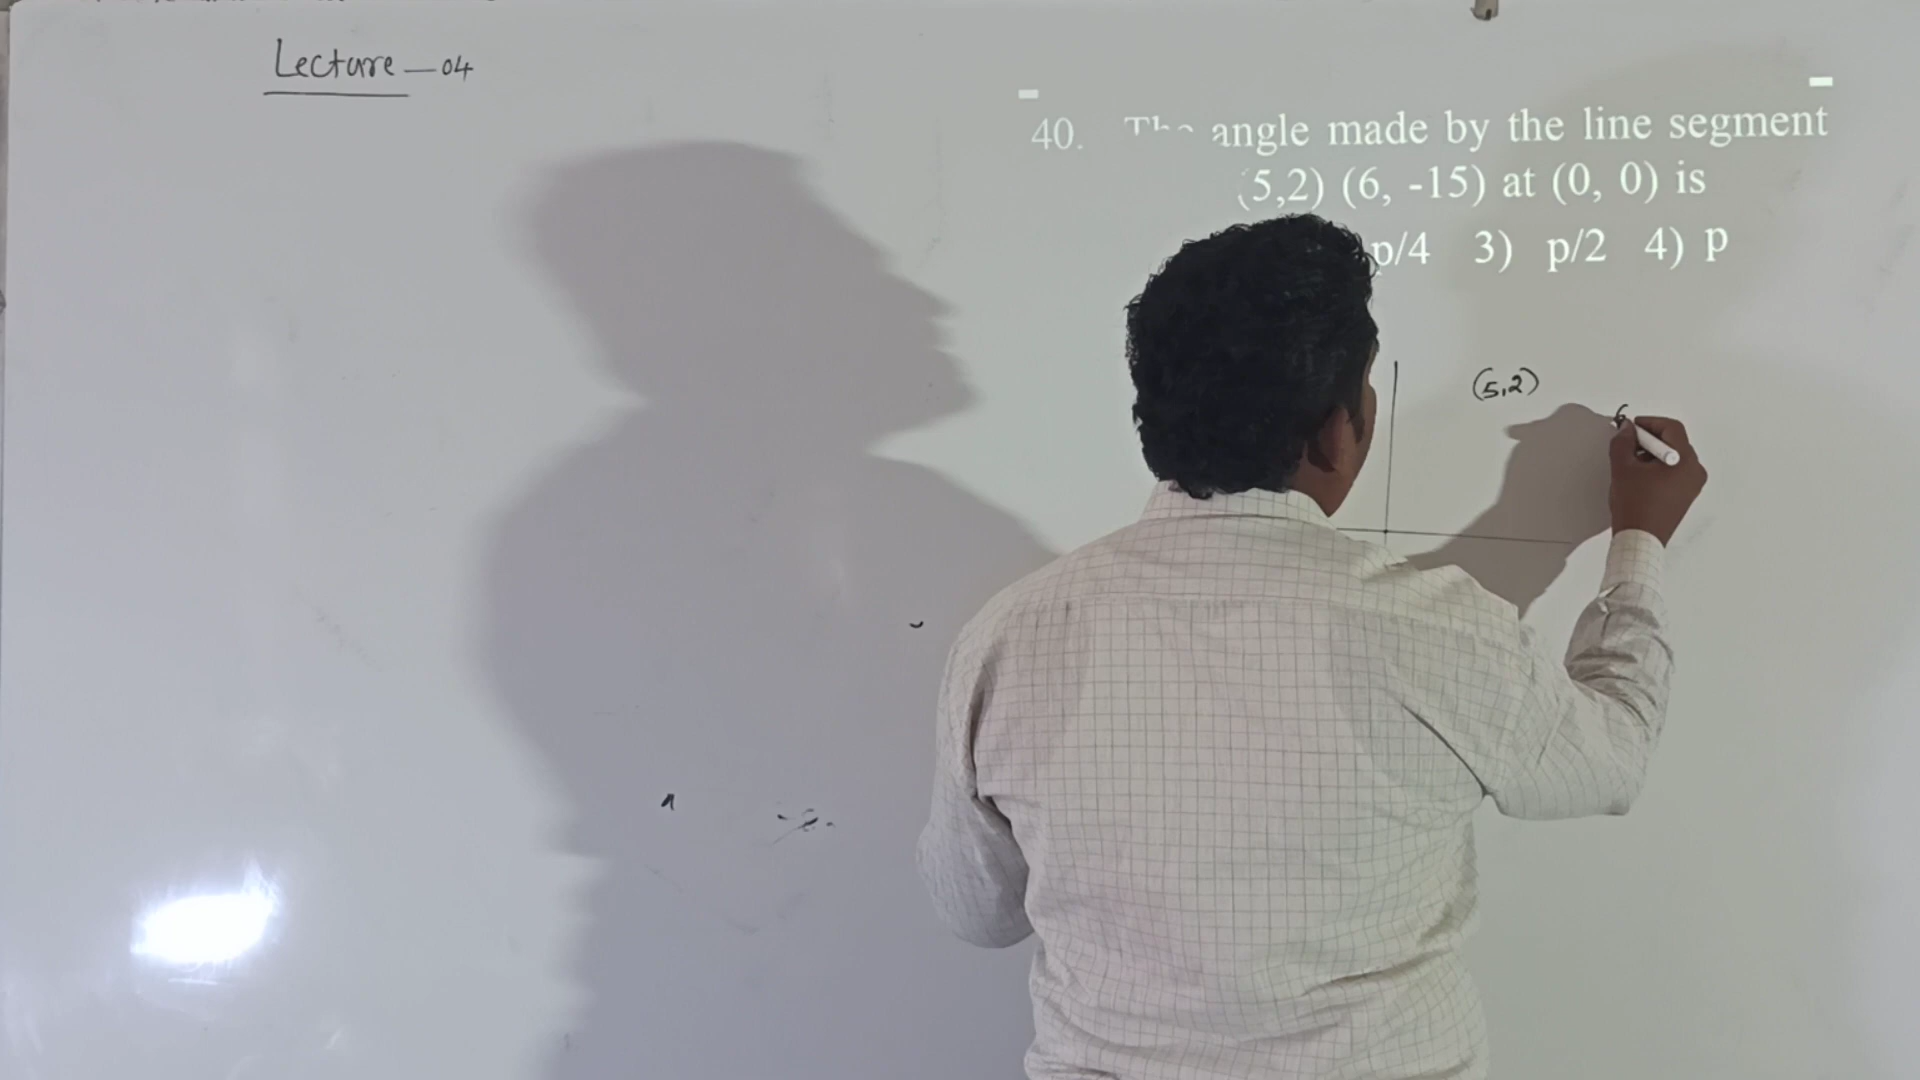 Lecture — 04
40. The angle made by the line segment
(5,2) (6, -15) at (0, 0) is
p/4 3) p/2 4) p
(5,2)
6